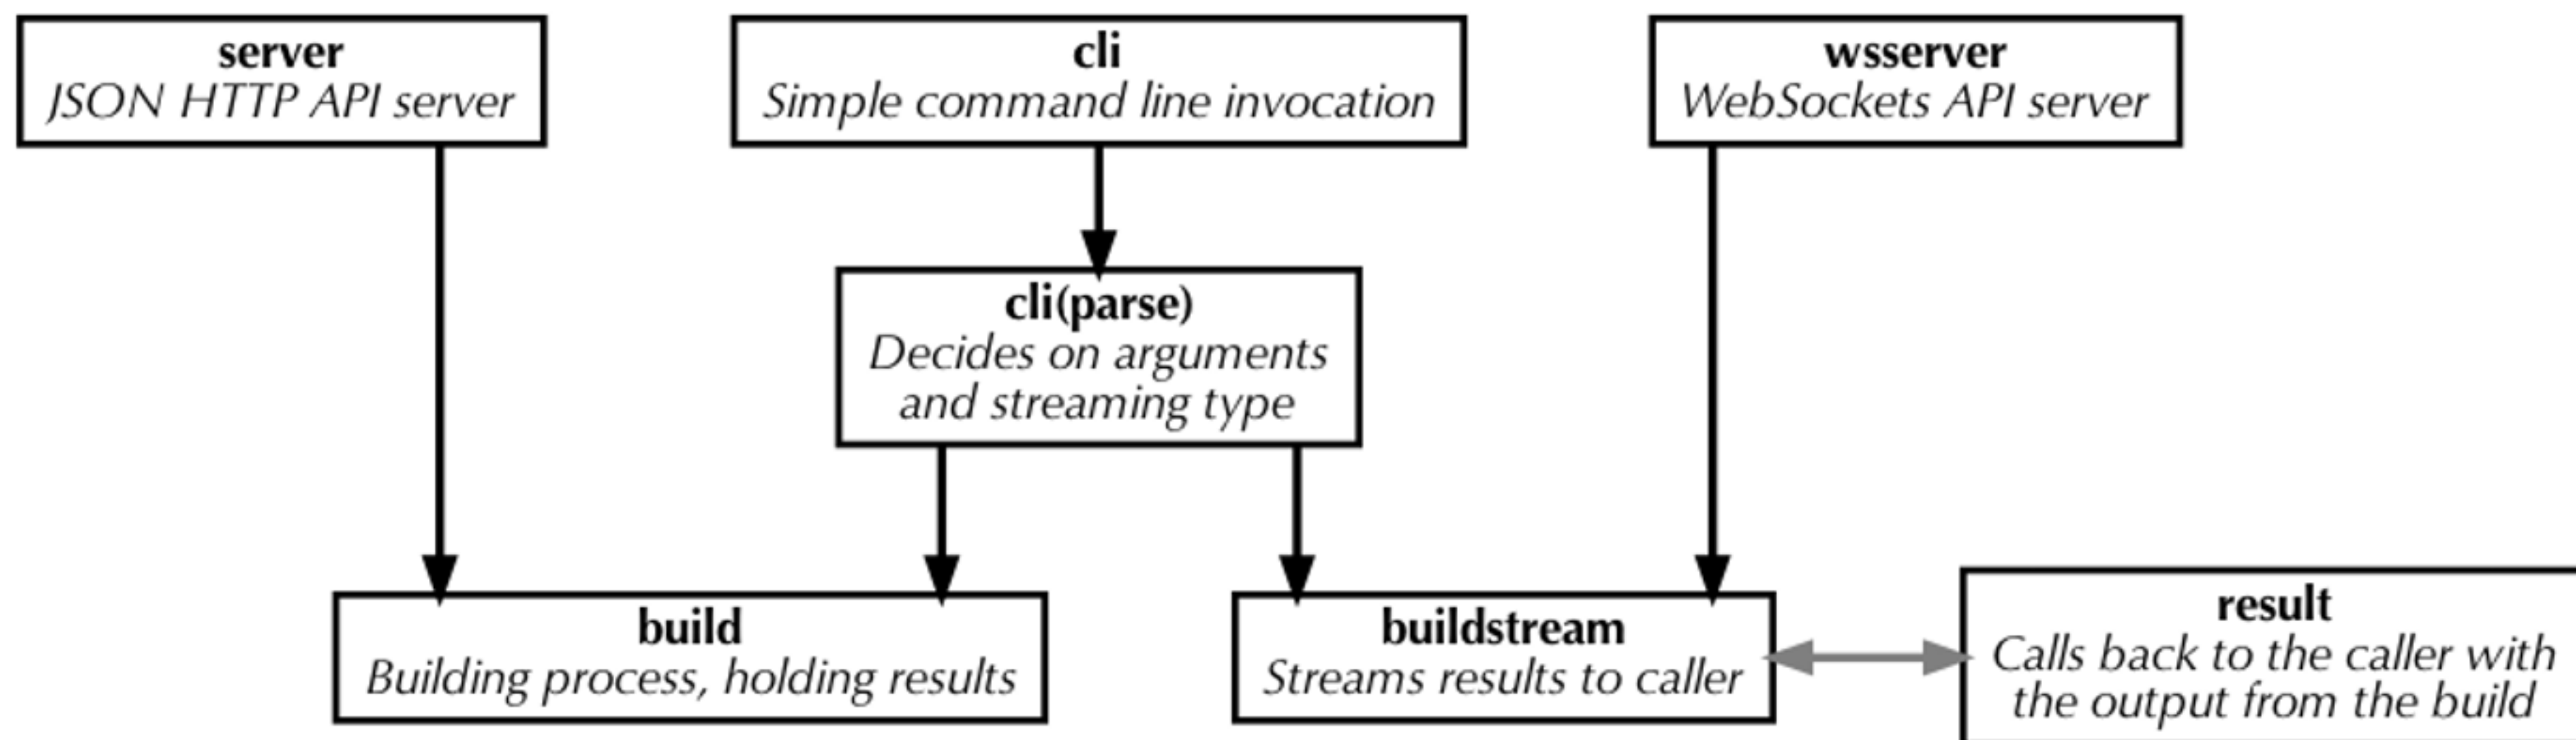 server
JSON HTTP API server
cli
Simple command line invocation
wsserver
WebSockets API server
cli(parse)
Decides on arguments
and streaming type
build
Building process, holding results
buildstream
Streams results to caller
result
Calls back to the caller with
the output from the build